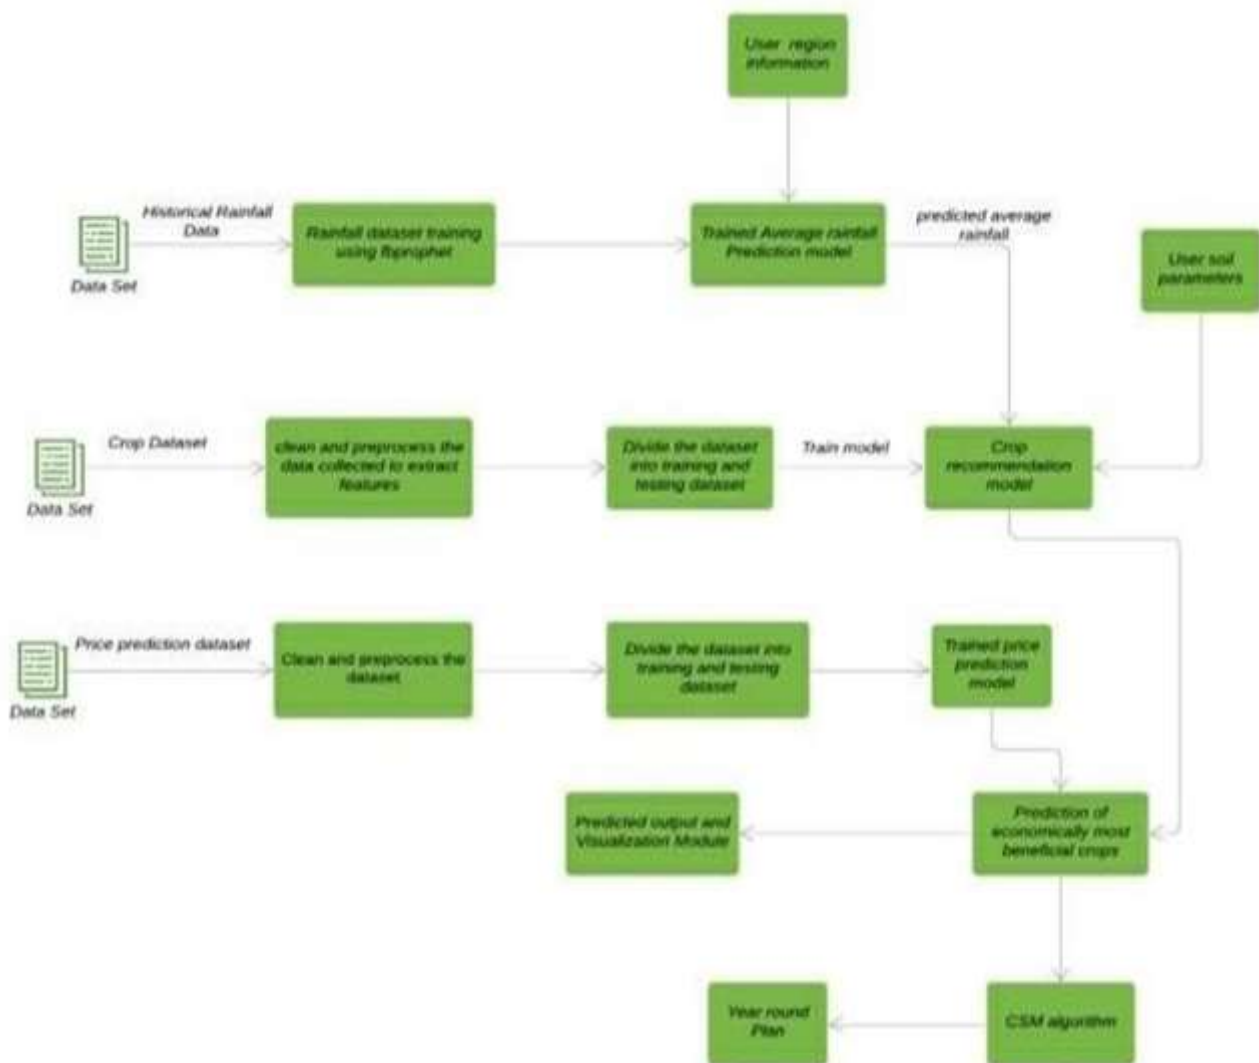 User region
information
Historical Rainfall
Data
Data Set
Rainfall dataset training
using fbprophet
Trained Average rainfall
Prediction model
predicted average
rainfall
User soil
parameters
Crop Dataset
Data Set
clean and preprocess the
data collected to extract
features
Divide the dataset
into training and
testing dataset
Train model
Crop
recommendation
model
Price prediction dataset
Data Set
Clean and preprocess the
dataset
Divide the dataset into
training and testing
dataset
Trained price
prediction
model
Predicted output and
Visualization Module
Prediction of
economically most
beneficial crops
Year round
Plan
CSM algorithm